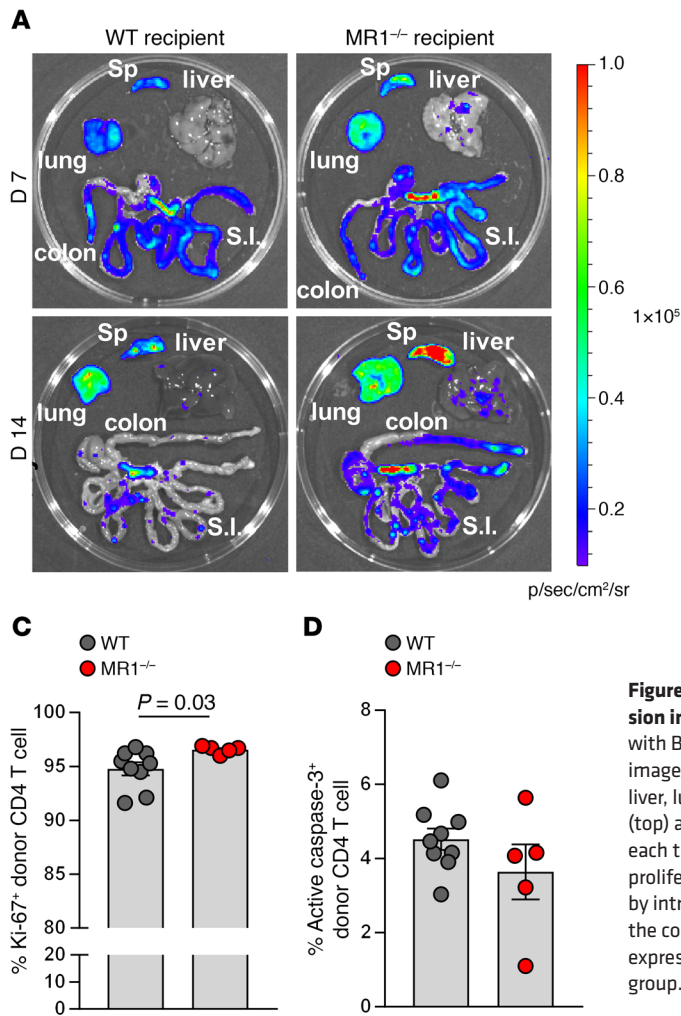 A
WT recipient
MR1–/– recipient
D 7
Sp
liver
lung
colon
S.I.
Sp
liver
lung
colon
S.I.
D 14
Sp
liver
lung
colon
S.I.
Sp
liver
lung
colon
S.I.
1.0
0.8
0.6
1×10⁵
0.4
0.2
p/sec/cm²/sr
C
WT
MR1–/–
P = 0.03
% Ki-67⁺ donor CD4 T cell
100
95
90
85
80
20
10
0
D
WT
MR1–/–
% Active caspase-3⁺
donor CD4 T cell
8
6
4
2
0
Figure
sion in
with B
image
liver, lu
(top) a
each t
prolife
by intr
the co
expres
group.